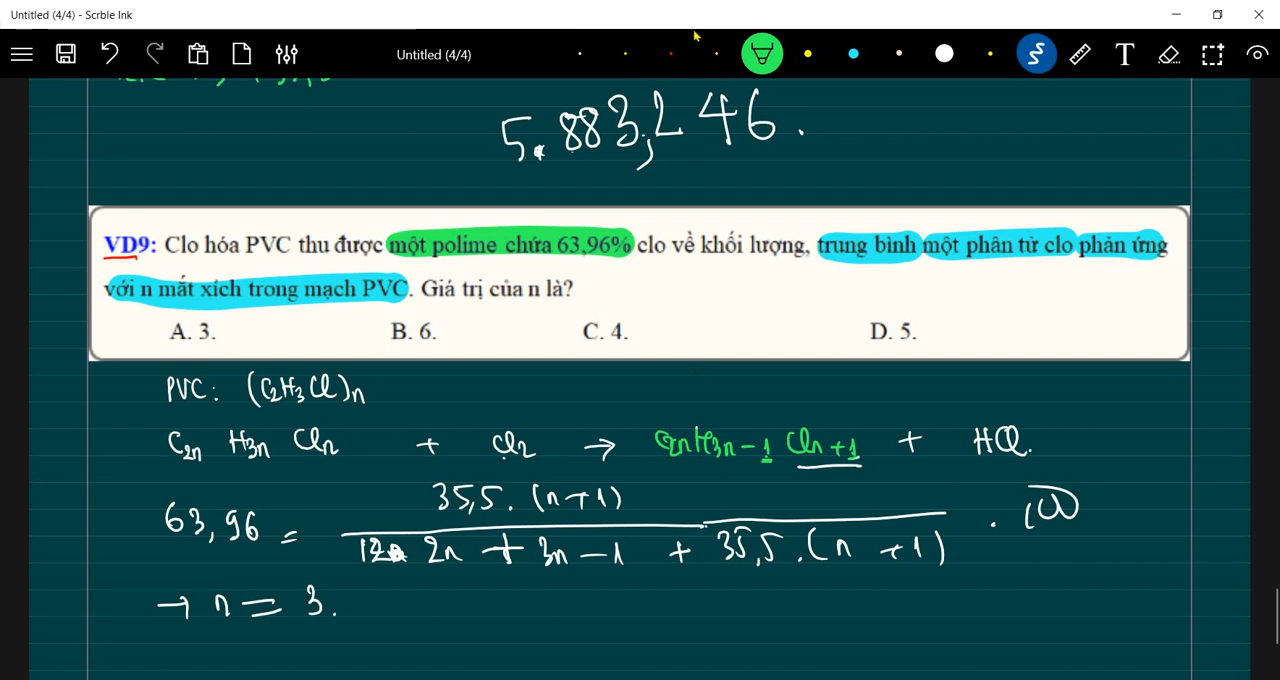 Untitled (4/4) - Scrble Ink
Untitled (4/4)
T
5.883,246.
VD9: Clo hóa PVC thu được một polime chứa 63,96% clo về khối lượng, trung bình một phân tử clo phản ứng
với n mắt xích trong mạch PVC. Giá trị của n là?
A. 3. B. 6. C. 4. D. 5.
PVC: (C2H3Cl)n
C2n H3n Cln + Cl2 → C2nH3n-1 Cln+1 + HCl.
63,96 = 35,5.(n+1) / 12. 2n + 3n - 1 + 35,5.(n+1) .
→ n = 3.